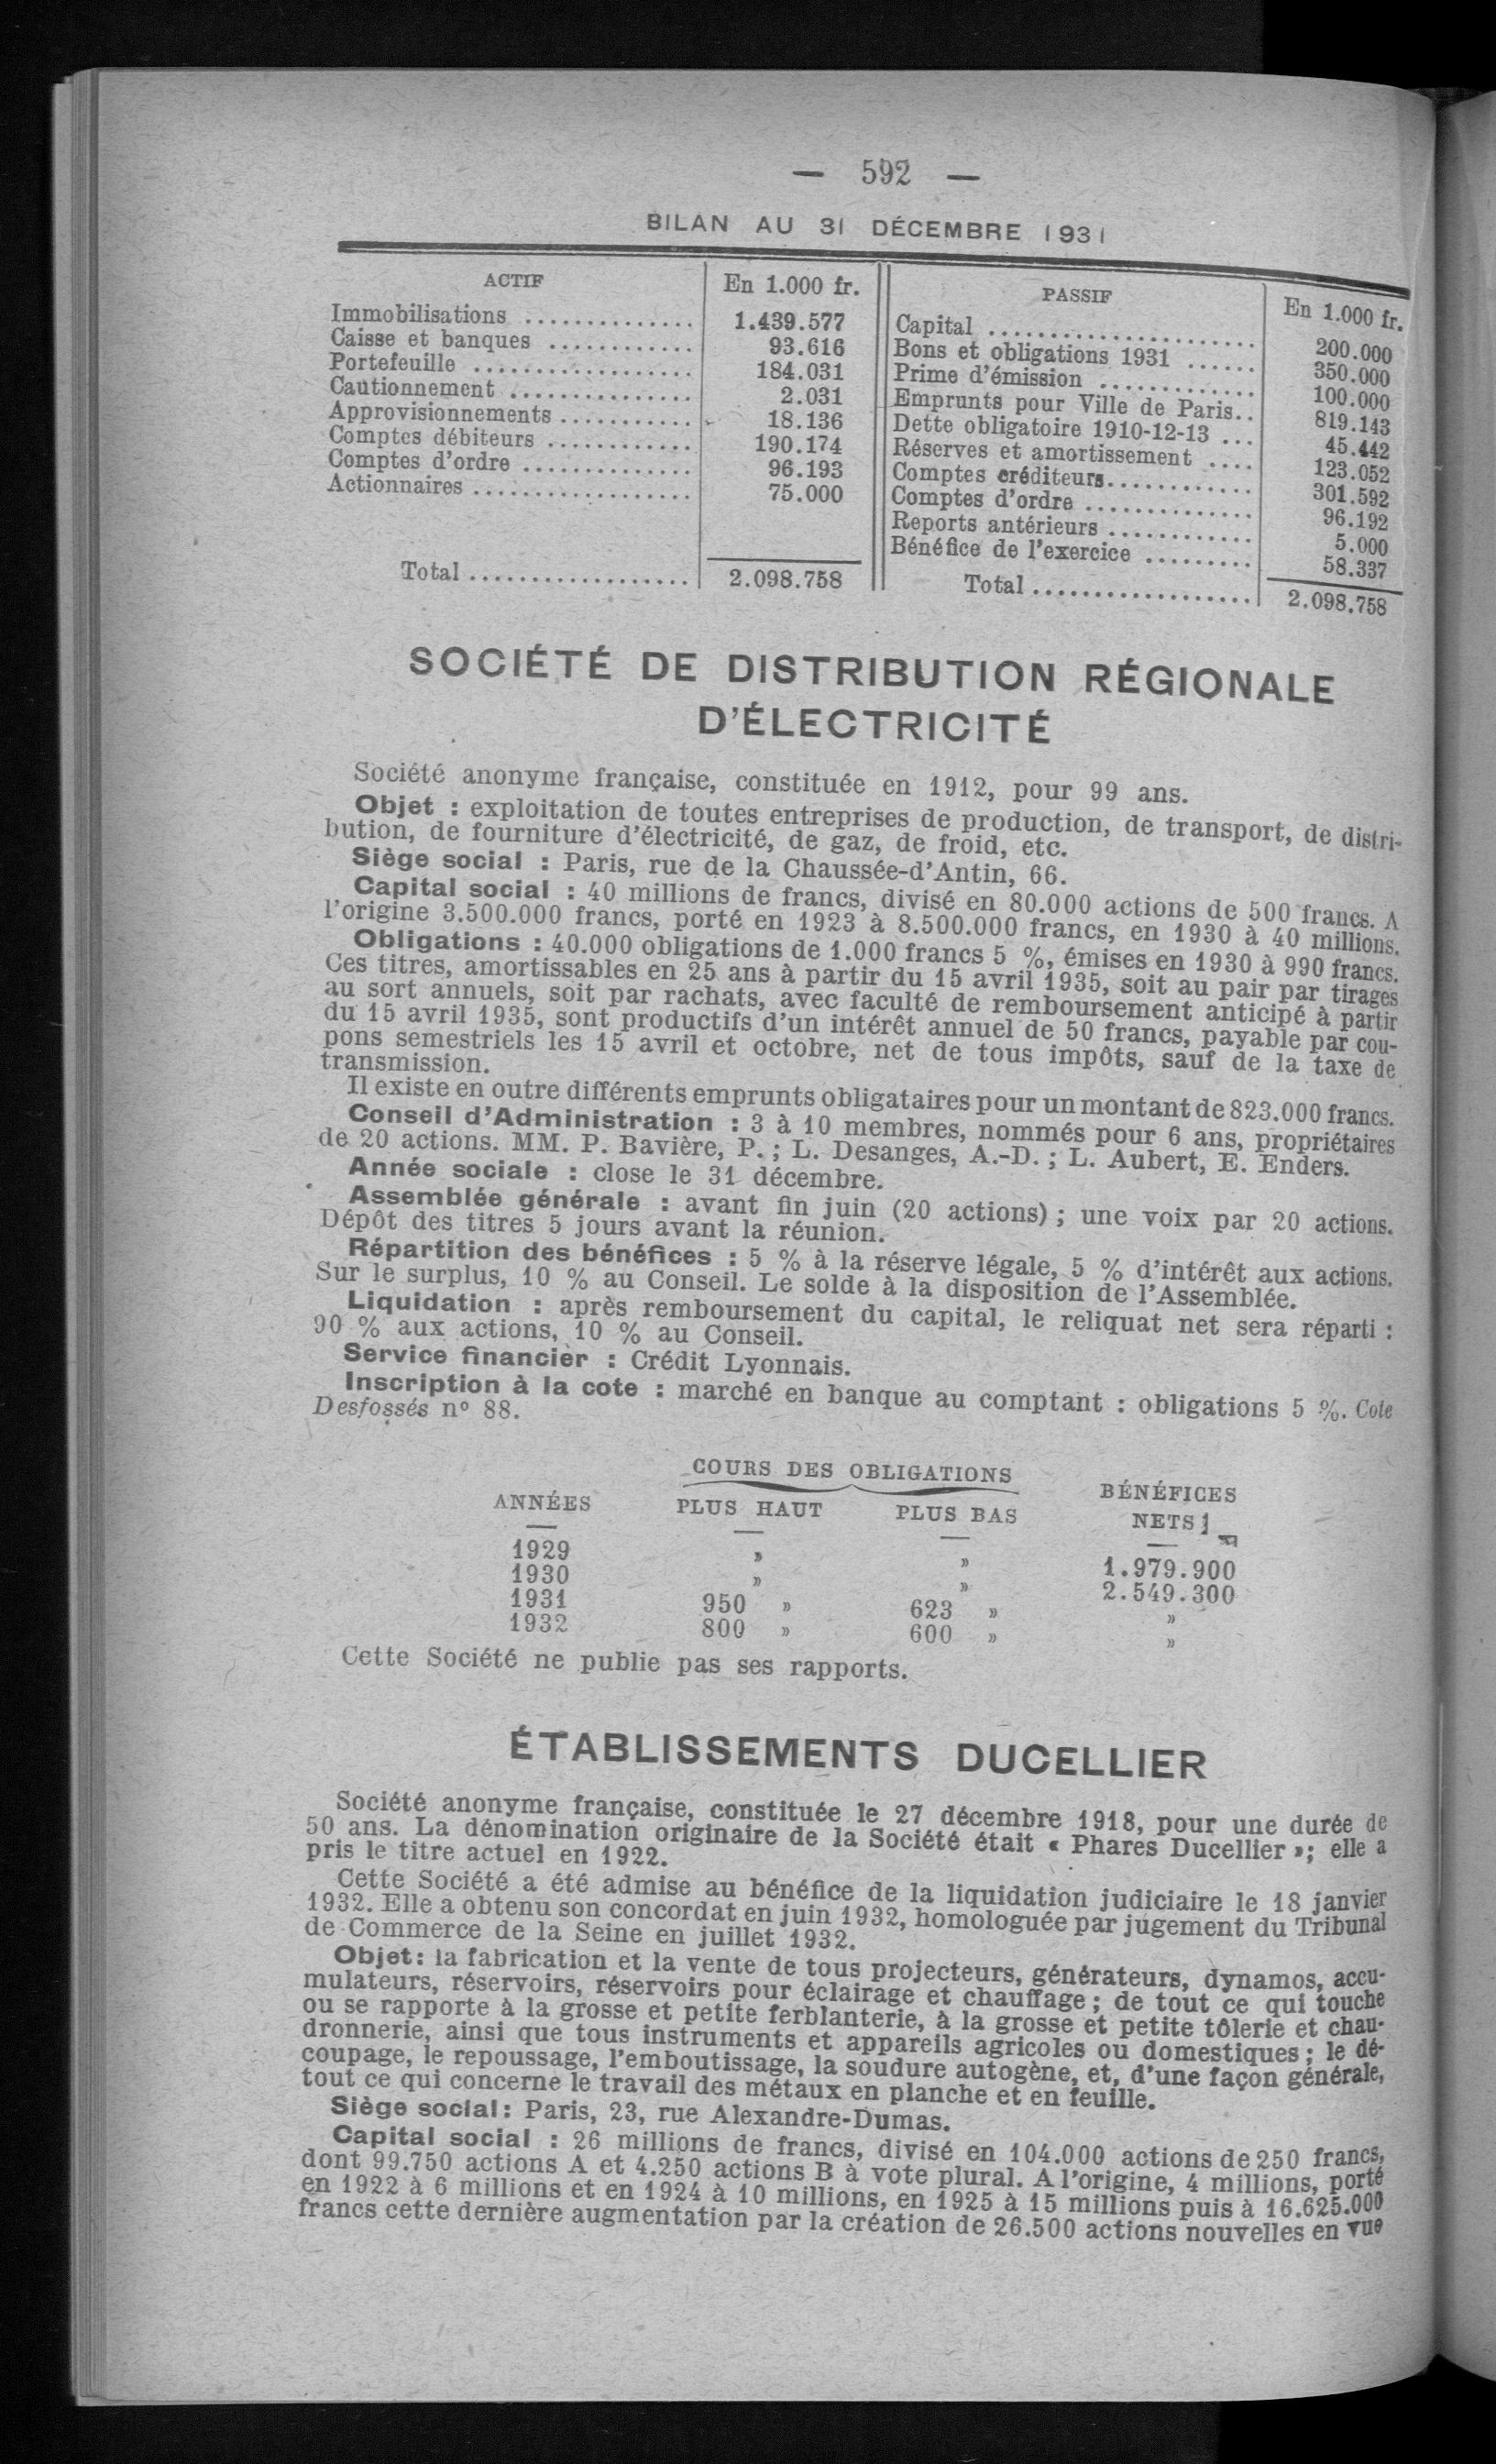 — 592 —
BILAN AU 31 DÉCEMBRE 1931
ACTIF En 1.000 fr. PASSIF En 1.000 fr.
Immobilisations .............. 1.439.577
Caisse et banques ............ 93.616
Portefeuille .................. 184.031
Cautionnement ............... 2.031
Approvisionnements ........... 18.136
Comptes débiteurs ............ 190.174
Comptes d'ordre .............. 96.193
Actionnaires .................. 75.000
Total .................. 2.098.758
Capital ...................... 200.000
Bons et obligations 1931 ...... 350.000
Prime d'émission ............. 100.000
Emprunts pour Ville de Paris.. 819.143
Dette obligatoire 1910-12-13 ... 45.442
Réserves et amortissement .... 123.052
Comptes créditeurs............ 301.592
Comptes d'ordre .............. 96.192
Reports antérieurs ............ 5.000
Bénéfice de l'exercice ......... 58.337
Total .................. 2.098.758
SOCIÉTÉ DE DISTRIBUTION RÉGIONALE
D'ÉLECTRICITÉ
Société anonyme française, constituée en 1912, pour 99 ans.
Objet : exploitation de toutes entreprises de production, de transport, de distri-
bution, de fourniture d'électricité, de gaz, de froid, etc.
Siège social : Paris, rue de la Chaussée-d'Antin, 66.
Capital social : 40 millions de francs, divisé en 80.000 actions de 500 francs. A
l'origine 3.500.000 francs, porté en 1923 à 8.500.000 francs, en 1930 à 40 millions.
Obligations : 40.000 obligations de 1.000 francs 5 %, émises en 1930 à 990 francs.
Ces titres, amortissables en 25 ans à partir du 15 avril 1935, soit au pair par tirages
au sort annuels, soit par rachats, avec faculté de remboursement anticipé à partir
du 15 avril 1935, sont productifs d'un intérêt annuel de 50 francs, payable par cou-
pons semestriels les 15 avril et octobre, net de tous impôts, sauf de la taxe de
transmission.
Il existe en outre différents emprunts obligataires pour un montant de 823.000 francs.
Conseil d'Administration : 3 à 10 membres, nommés pour 6 ans, propriétaires
de 20 actions. MM. P. Bavière, P. ; L. Desanges, A.-D. ; L. Aubert, E. Enders.
Année sociale : close le 31 décembre.
Assemblée générale : avant fin juin (20 actions) ; une voix par 20 actions.
Dépôt des titres 5 jours avant la réunion.
Répartition des bénéfices : 5 % à la réserve légale, 5 % d'intérêt aux actions.
Sur le surplus, 10 % au Conseil. Le solde à la disposition de l'Assemblée.
Liquidation : après remboursement du capital, le reliquat net sera réparti :
90 % aux actions, 10 % au Conseil.
Service financier : Crédit Lyonnais.
Inscription à la cote : marché en banque au comptant : obligations 5 %. Cote
Desfossés nº 88.
COURS DES OBLIGATIONS
ANNÉES PLUS HAUT PLUS BAS BÉNÉFICES NETS
1929 » » 1.979.900
1930 » » 2.549.300
1931 950 » 623 » »
1932 800 » 600 » »
Cette Société ne publie pas ses rapports.
ÉTABLISSEMENTS DUCELLIER
Société anonyme française, constituée le 27 décembre 1918, pour une durée de
50 ans. La dénomination originaire de la Société était « Phares Ducellier »; elle a
pris le titre actuel en 1922.
Cette Société a été admise au bénéfice de la liquidation judiciaire le 18 janvier
1932. Elle a obtenu son concordat en juin 1932, homologuée par jugement du Tribunal
de Commerce de la Seine en juillet 1932.
Objet: la fabrication et la vente de tous projecteurs, générateurs, dynamos, accu-
mulateurs, réservoirs, réservoirs pour éclairage et chauffage ; de tout ce qui touche
ou se rapporte à la grosse et petite ferblanterie, à la grosse et petite tôlerie et chau-
dronnerie, ainsi que tous instruments et appareils agricoles ou domestiques ; le dé-
coupage, le repoussage, l'emboutissage, la soudure autogène, et, d'une façon générale,
tout ce qui concerne le travail des métaux en planche et en feuille.
Siège social: Paris, 23, rue Alexandre-Dumas.
Capital social : 26 millions de francs, divisé en 104.000 actions de 250 francs,
dont 99.750 actions A et 4.250 actions B à vote plural. A l'origine, 4 millions, porté
en 1922 à 6 millions et en 1924 à 10 millions, en 1925 à 15 millions puis à 16.625.000
francs cette dernière augmentation par la création de 26.500 actions nouvelles en vue